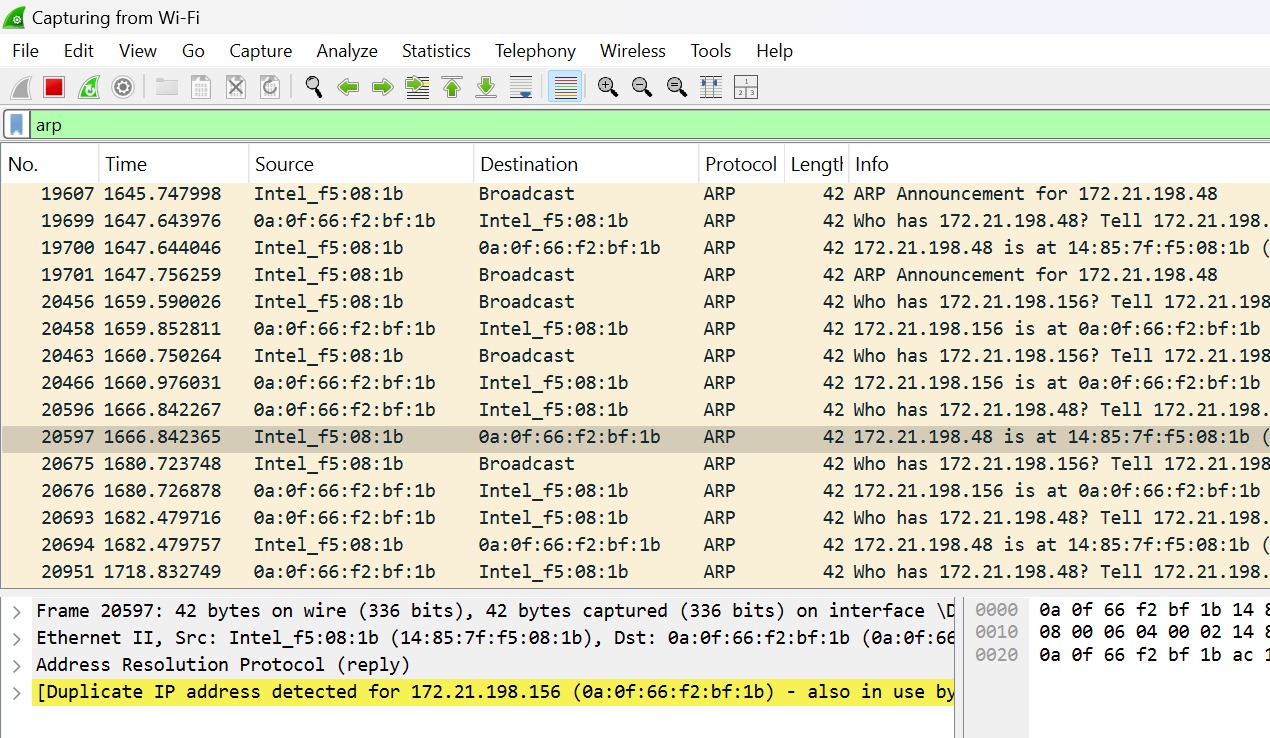 Capturing from Wi-Fi
File Edit View Go Capture Analyze Statistics Telephony Wireless Tools Help
arp
No. Time Source Destination Protocol Length Info
19607 1645.747998 Intel_f5:08:1b Broadcast ARP 42 ARP Announcement for 172.21.198.48
19699 1647.643976 0a:0f:66:f2:bf:1b Intel_f5:08:1b ARP 42 Who has 172.21.198.48? Tell 172.21.198.
19700 1647.644046 Intel_f5:08:1b 0a:0f:66:f2:bf:1b ARP 42 172.21.198.48 is at 14:85:7f:f5:08:1b (
19701 1647.756259 Intel_f5:08:1b Broadcast ARP 42 ARP Announcement for 172.21.198.48
20456 1659.590026 Intel_f5:08:1b Broadcast ARP 42 Who has 172.21.198.156? Tell 172.21.198
20458 1659.852811 0a:0f:66:f2:bf:1b Intel_f5:08:1b ARP 42 172.21.198.156 is at 0a:0f:66:f2:bf:1b
20463 1660.750264 Intel_f5:08:1b Broadcast ARP 42 Who has 172.21.198.156? Tell 172.21.198
20466 1660.976031 0a:0f:66:f2:bf:1b Intel_f5:08:1b ARP 42 172.21.198.156 is at 0a:0f:66:f2:bf:1b
20596 1666.842267 0a:0f:66:f2:bf:1b Intel_f5:08:1b ARP 42 Who has 172.21.198.48? Tell 172.21.198.
20597 1666.842365 Intel_f5:08:1b 0a:0f:66:f2:bf:1b ARP 42 172.21.198.48 is at 14:85:7f:f5:08:1b (
20675 1680.723748 Intel_f5:08:1b Broadcast ARP 42 Who has 172.21.198.156? Tell 172.21.198
20676 1680.726878 0a:0f:66:f2:bf:1b Intel_f5:08:1b ARP 42 172.21.198.156 is at 0a:0f:66:f2:bf:1b
20693 1682.479716 0a:0f:66:f2:bf:1b Intel_f5:08:1b ARP 42 Who has 172.21.198.48? Tell 172.21.198.
20694 1682.479757 Intel_f5:08:1b 0a:0f:66:f2:bf:1b ARP 42 172.21.198.48 is at 14:85:7f:f5:08:1b (
20951 1718.832749 0a:0f:66:f2:bf:1b Intel_f5:08:1b ARP 42 Who has 172.21.198.48? Tell 172.21.198.
Frame 20597: 42 bytes on wire (336 bits), 42 bytes captured (336 bits) on interface \D
Ethernet II, Src: Intel_f5:08:1b (14:85:7f:f5:08:1b), Dst: 0a:0f:66:f2:bf:1b (0a:0f:66
Address Resolution Protocol (reply)
[Duplicate IP address detected for 172.21.198.156 (0a:0f:66:f2:bf:1b) - also in use by
0000 0a 0f 66 f2 bf 1b 14 8
0010 08 00 06 04 00 02 14 8
0020 0a 0f 66 f2 bf 1b ac 1